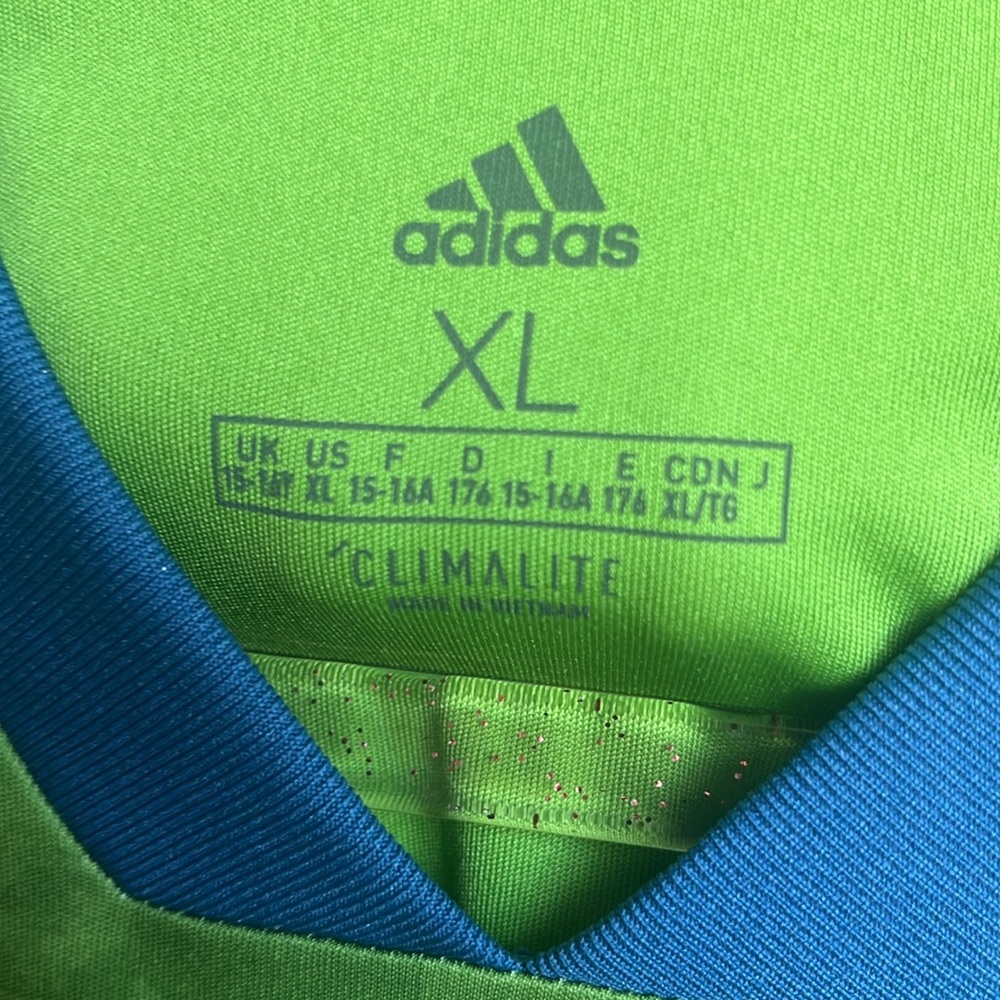 adidas
XL
UK US F D I E CDN J
15-16Y XL 15-16A 176 15-16A 176 XL/TG
CLIMALITE
MADE IN VIETNAM